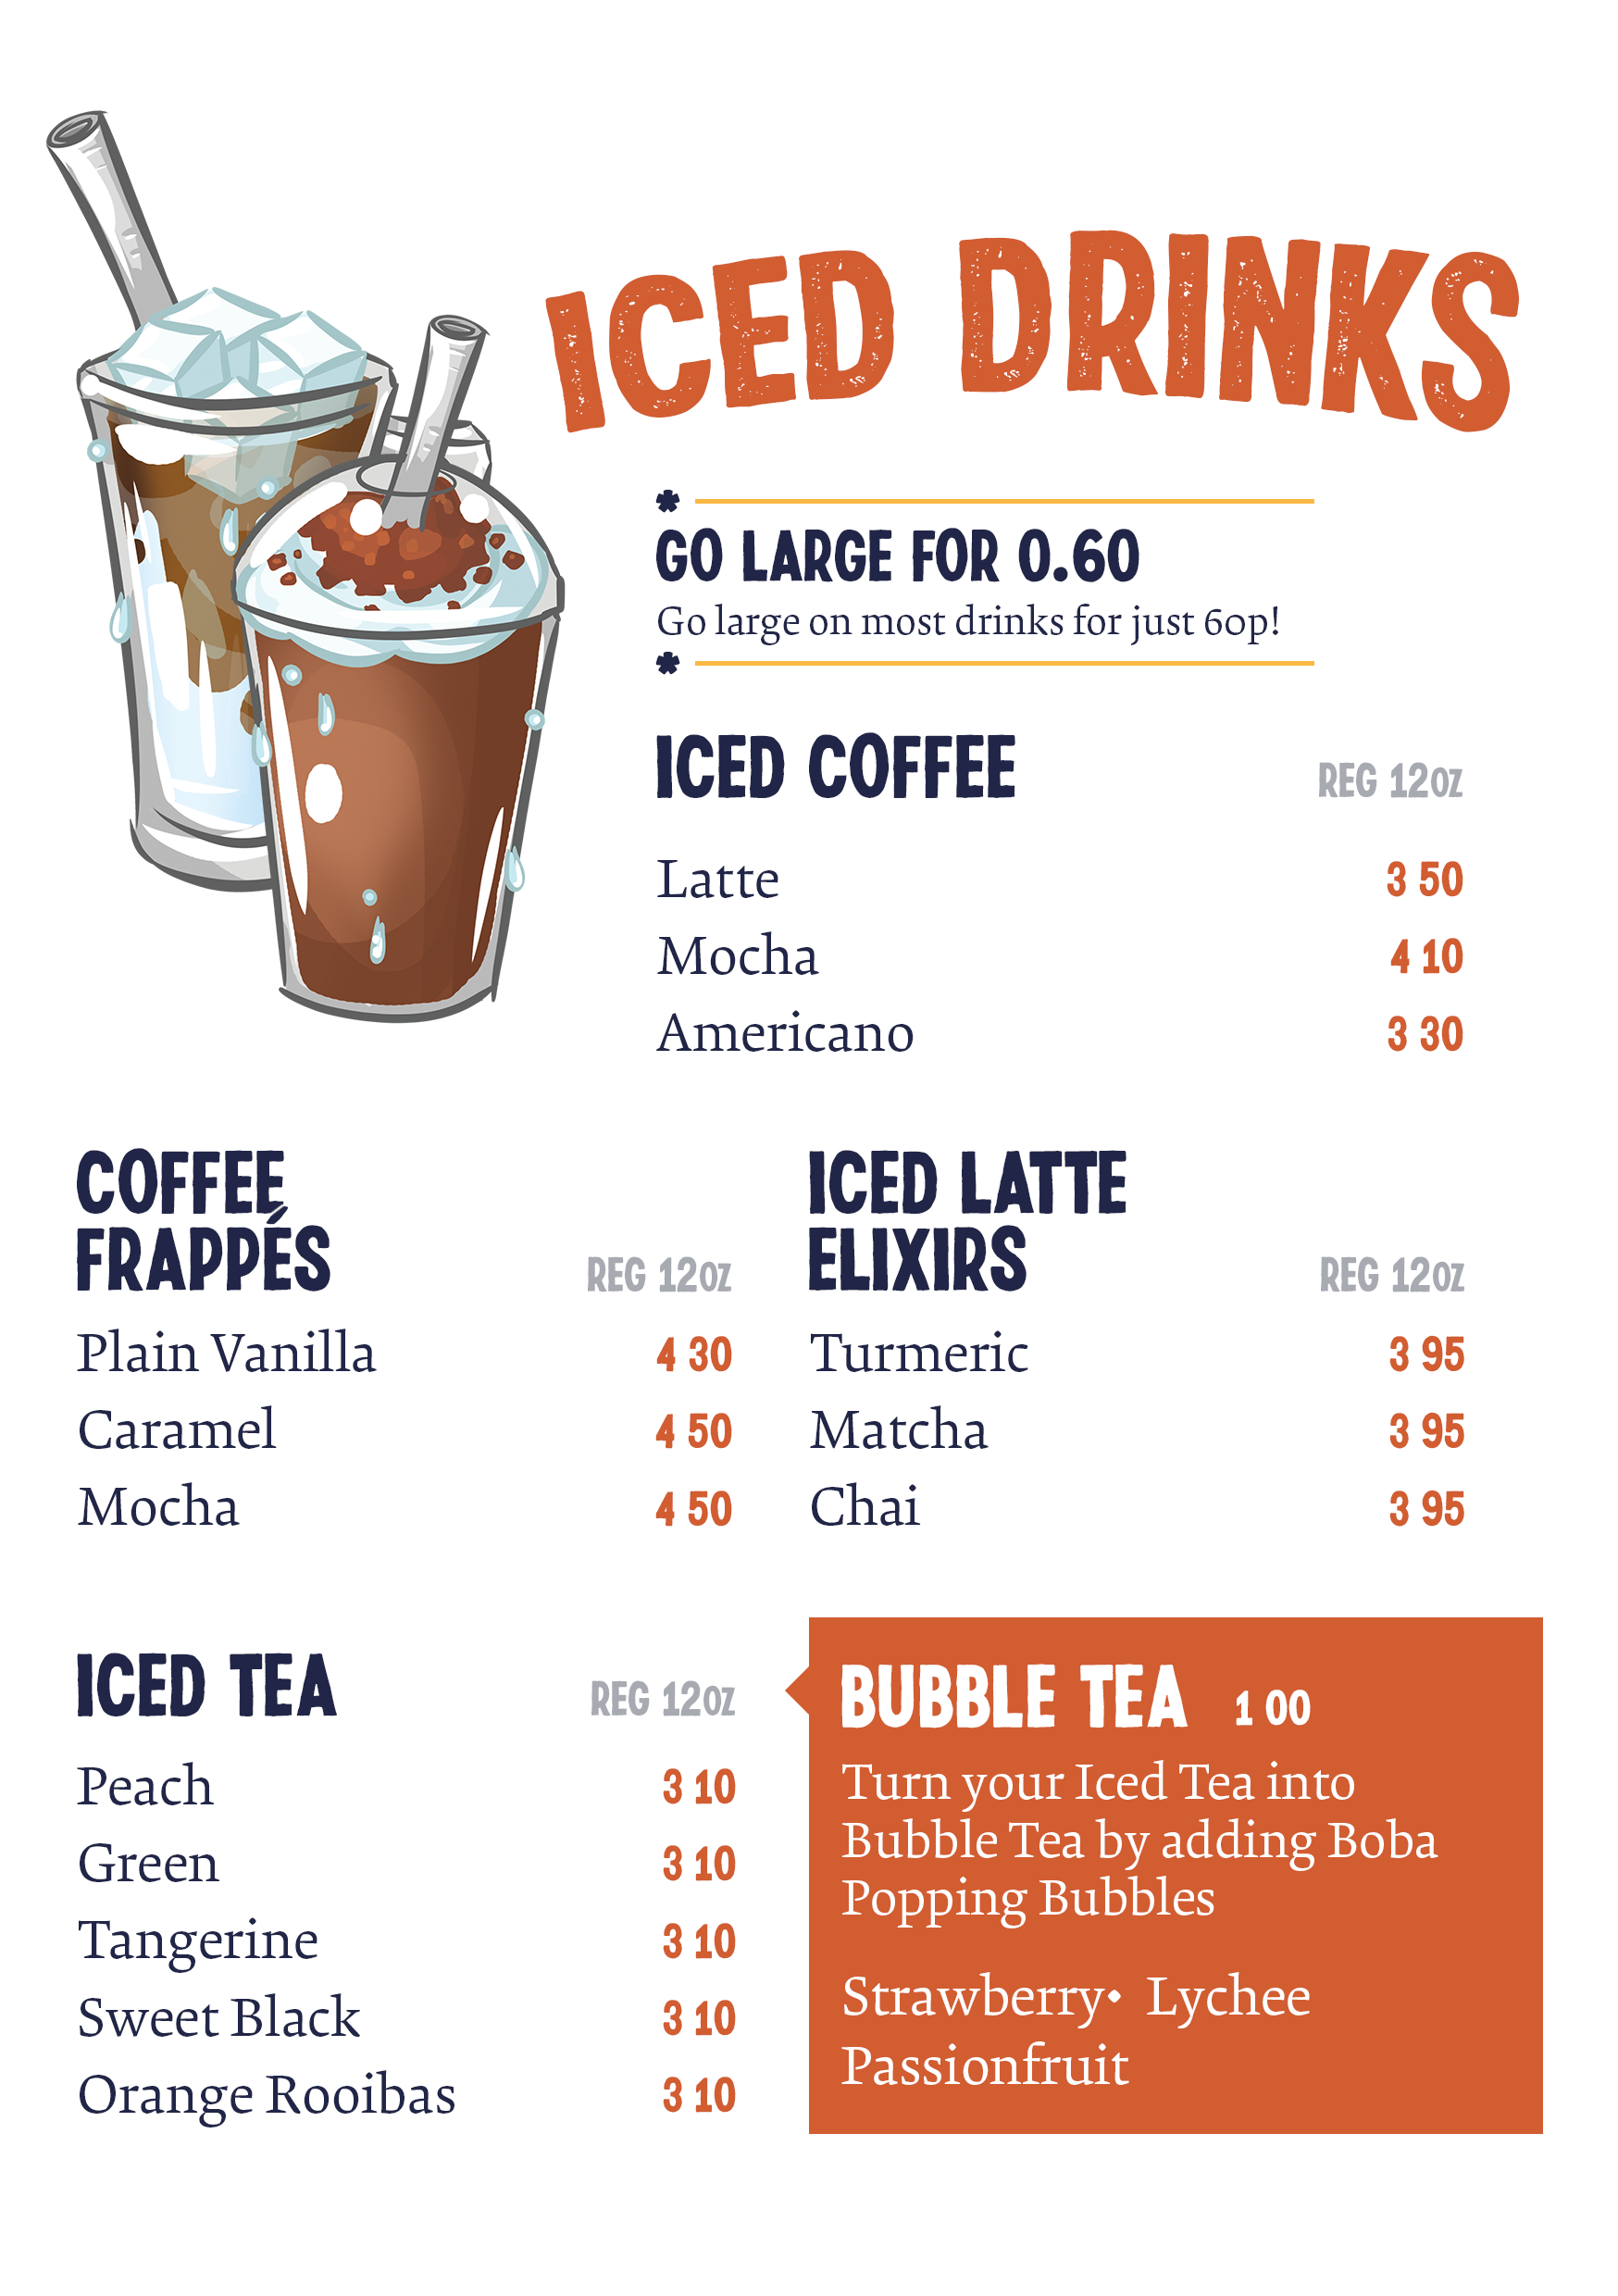 ICED DRINKS
* 
GO LARGE FOR 0.60
Go large on most drinks for just 60p!
*
ICED COFFEE REG 12OZ
Latte 3 50
Mocha 4 10
Americano 3 30
COFFEE
FRAPPÉS REG 12OZ
Plain Vanilla 4 30
Caramel 4 50
Mocha 4 50
ICED LATTE
ELIXIRS REG 12OZ
Turmeric 3 95
Matcha 3 95
Chai 3 95
ICED TEA REG 12OZ
Peach 3 10
Green 3 10
Tangerine 3 10
Sweet Black 3 10
Orange Rooibas 3 10
BUBBLE TEA 1 00
Turn your Iced Tea into
Bubble Tea by adding Boba
Popping Bubbles
Strawberry• Lychee
Passionfruit